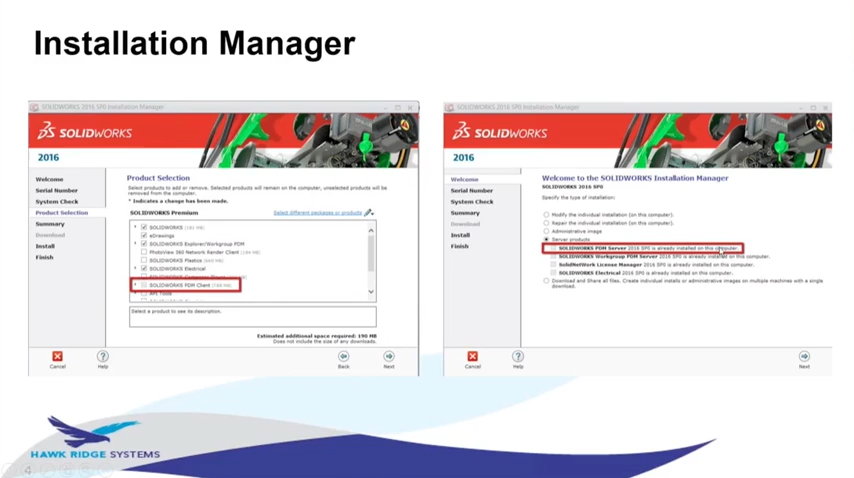 Installation Manager
SOLIDWORKS 2016 SP0 Installation Manager
SOLIDWORKS
2016
Welcome
Serial Number
System Check
Product Selection
Summary
Download
Install
Finish
Product Selection
Select products to add or remove. Selected products will remain on the computer, unselected products will be
removed from the computer.
* Indicates a change has been made.
SOLIDWORKS Premium
Select different packages or products
SOLIDWORKS
eDrawings
SOLIDWORKS Explorer/Workgroup PDM
PhotoView 360 Network Render Client
SOLIDWORKS Plastics
SOLIDWORKS Electrical
SOLIDWORKS PDM Client
API Tools
Select a product to see its description.
Estimated additional space required: 190 MB
Does not include the size of any downloads.
Cancel
Help
Back
Next
SOLIDWORKS 2016 SP0 Installation Manager
SOLIDWORKS
2016
Welcome
Serial Number
System Check
Summary
Download
Install
Finish
Welcome to the SOLIDWORKS Installation Manager
SOLIDWORKS 2016 SP0
Specify the type of installation:
Modify the individual installation (on this computer).
Repair the individual installation (on this computer).
Administrative image
Server products
SOLIDWORKS PDM Server 2016 SP0 is already installed on this computer.
SOLIDWORKS Workgroup PDM Server 2016 SP0 is already installed on this computer.
SolidNetWork License Manager 2016 SP0 is already installed on this computer.
SOLIDWORKS Electrical 2016 SP0 is already installed on this computer.
Download and Share all files. Create individual installs or administrative images on multiple machines with a single
download.
Cancel
Help
Next
HAWK RIDGE SYSTEMS
4